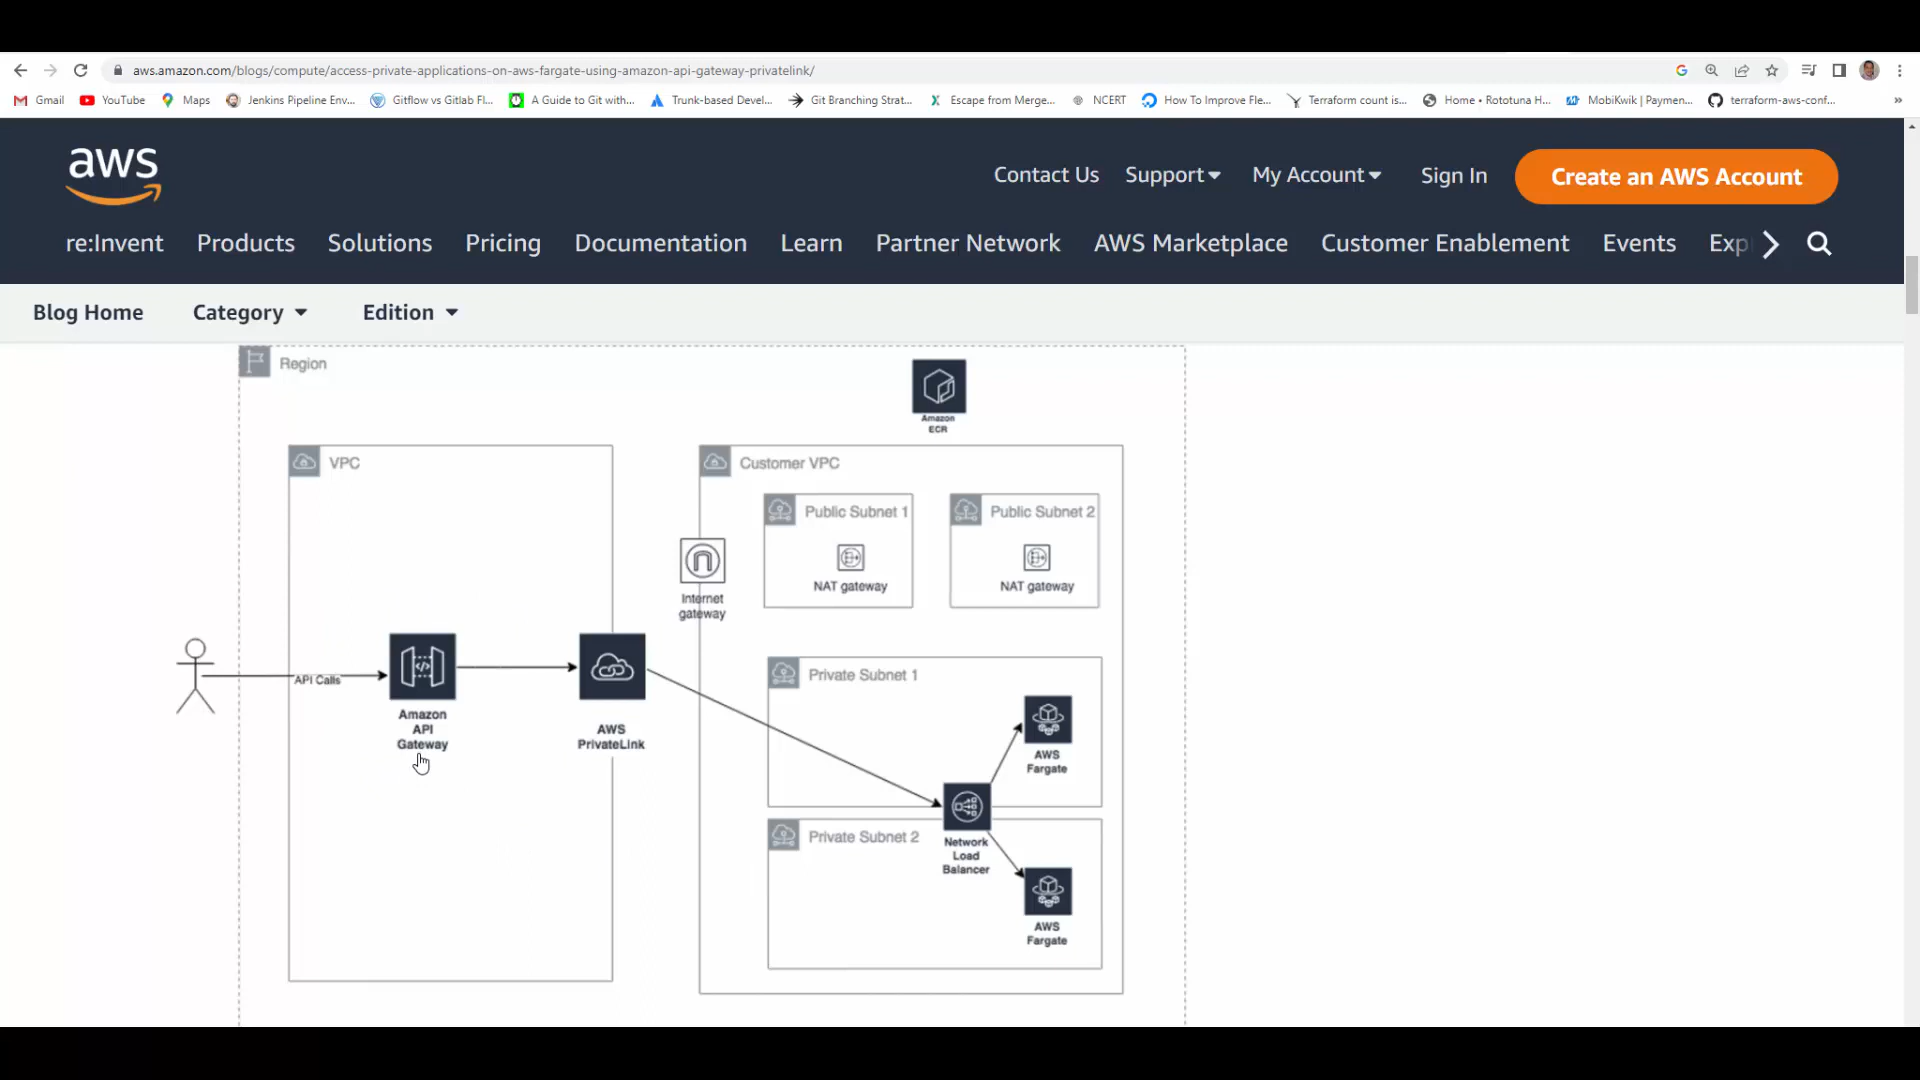 aws.amazon.com/blogs/compute/access-private-applications-on-aws-fargate-using-amazon-api-gateway-privatelink/
Gmail YouTube Maps Jenkins Pipeline Env... Gitflow vs Gitlab Fl... A Guide to Git with... Trunk-based Devel... Git Branching Strat... Escape from Merge... NCERT How To Improve Fle... Terraform count is... Home • Rototuna H... MobiKwik | Paymen... terraform-aws-conf... »
aws
Contact Us Support My Account Sign In Create an AWS Account
re:Invent Products Solutions Pricing Documentation Learn Partner Network AWS Marketplace Customer Enablement Events Exp
Blog Home Category Edition
Region
Amazon
ECR
VPC
Customer VPC
Public Subnet 1
Public Subnet 2
NAT gateway
NAT gateway
Internet
gateway
Private Subnet 1
API Calls
Amazon
API
Gateway
AWS
PrivateLink
AWS
Fargate
Private Subnet 2
Network
Load
Balancer
AWS
Fargate